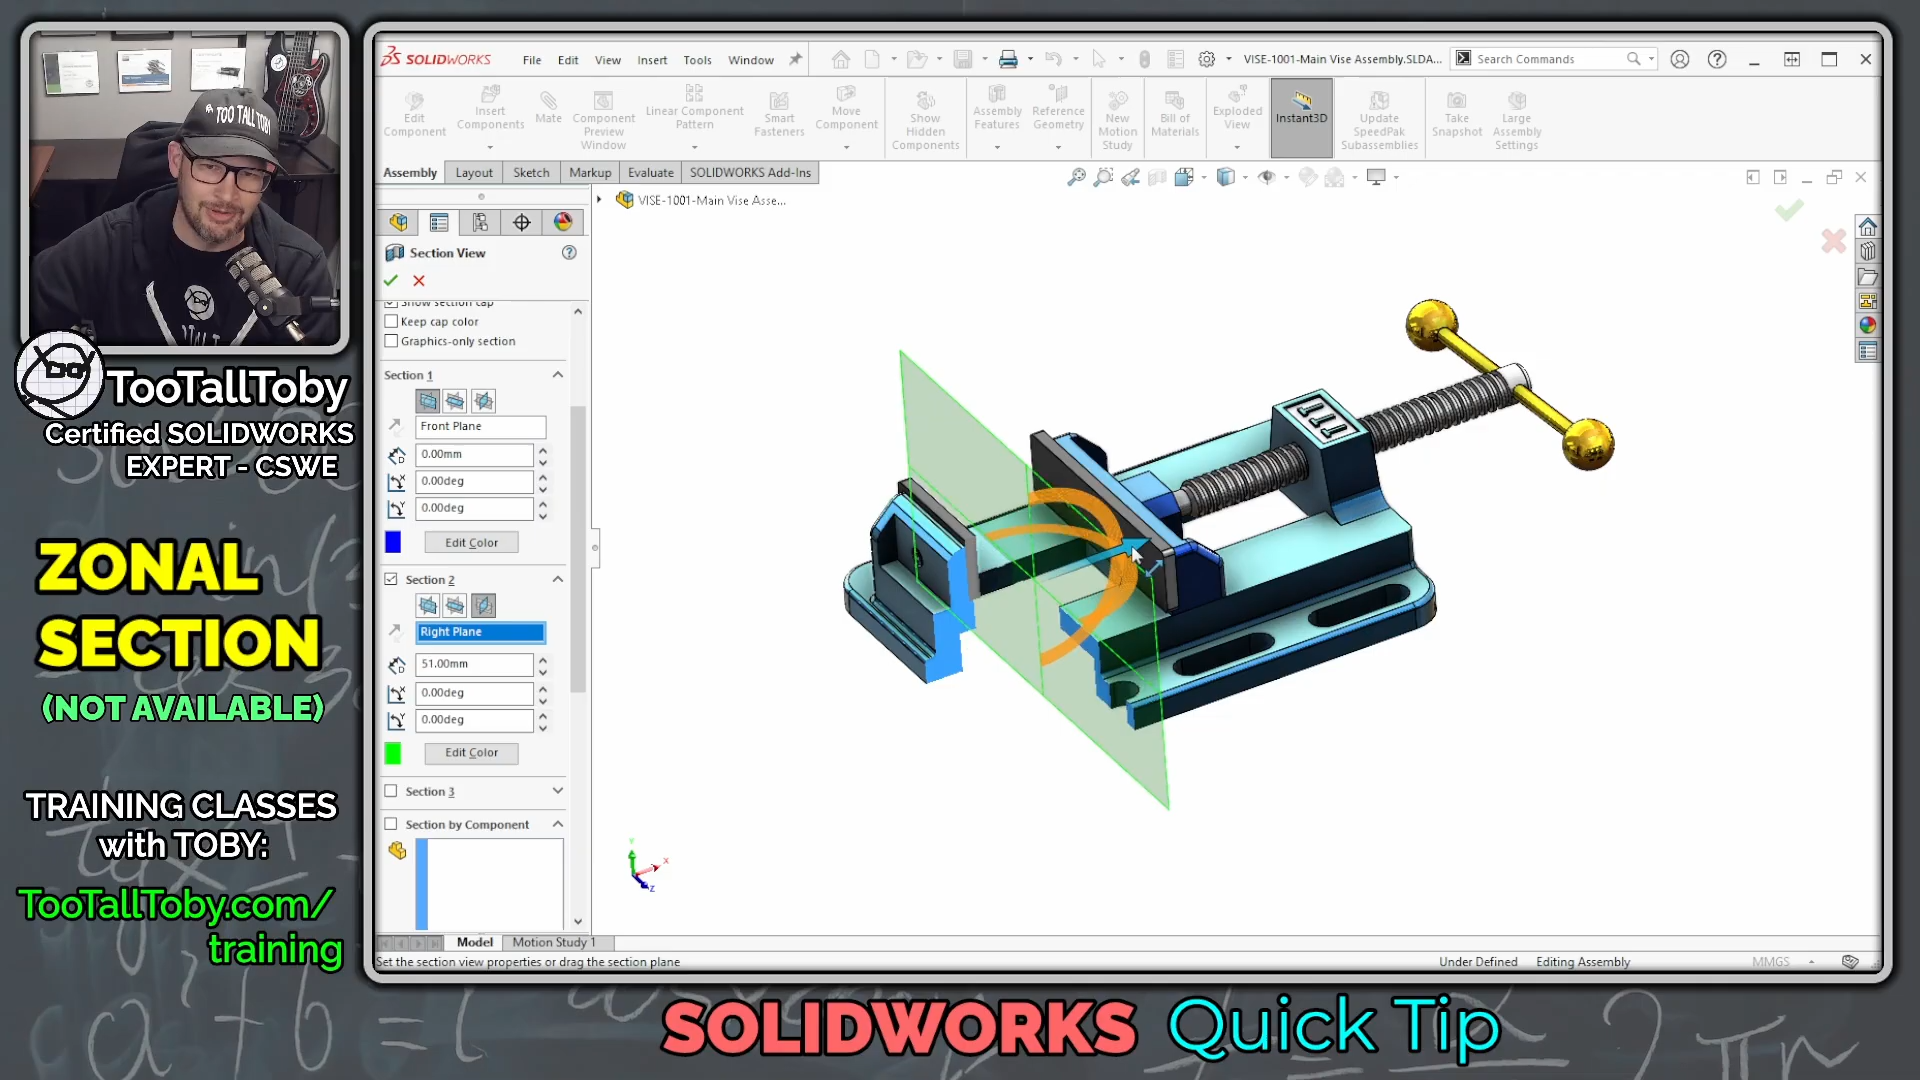 TOO TALL TOBY
TooTallToby
Certified SOLIDWORKS
EXPERT - CSWE
ZONAL
SECTION
(NOT AVAILABLE)
TRAINING CLASSES
with TOBY:
TooTallToby.com/
training
SOLIDWORKS
File
Edit
View
Insert
Tools
Window
VISE-1001-Main Vise Assembly.SLDA...
Search Commands
Edit
Component
Insert
Components
Mate
Component
Preview
Window
Linear Component
Pattern
Smart
Fasteners
Move
Component
Show
Hidden
Components
Assembly
Features
Reference
Geometry
New
Motion
Study
Bill of
Materials
Exploded
View
Instant3D
Update
SpeedPak
Subassemblies
Take
Snapshot
Large
Assembly
Settings
Assembly
Layout
Sketch
Markup
Evaluate
SOLIDWORKS Add-Ins
VISE-1001-Main Vise Asse...
Section View
Show section cap
Keep cap color
Graphics-only section
Section 1
Front Plane
0.00mm
0.00deg
0.00deg
Edit Color
Section 2
Right Plane
51.00mm
0.00deg
0.00deg
Edit Color
Section 3
Section by Component
Y
X
Z
Model
Motion Study 1
Set the section view properties or drag the section plane
Under Defined
Editing Assembly
MMGS
SOLIDWORKS Quick Tip